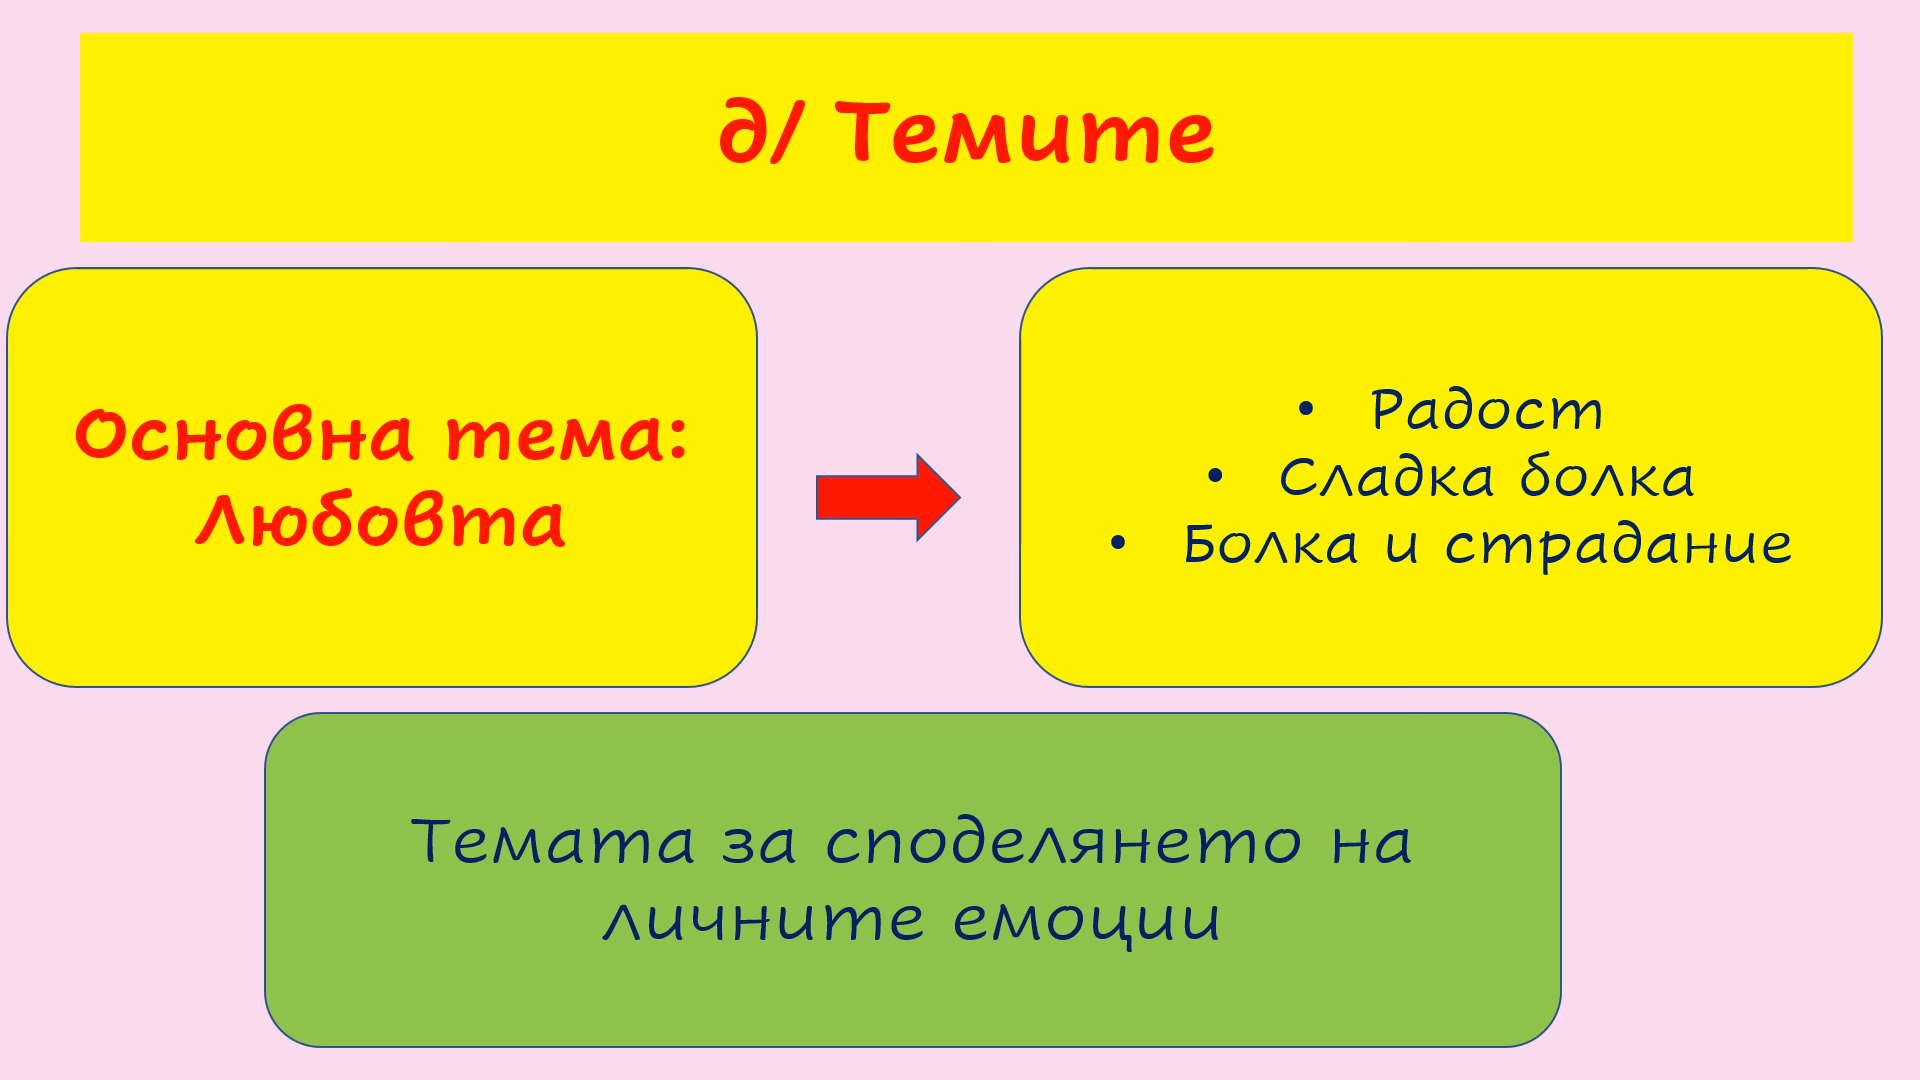 д/ Темите
Основна тема:
Любовта
• Радост
• Сладка болка
• Болка и страдание
Темата за споделянето на
личните емоции